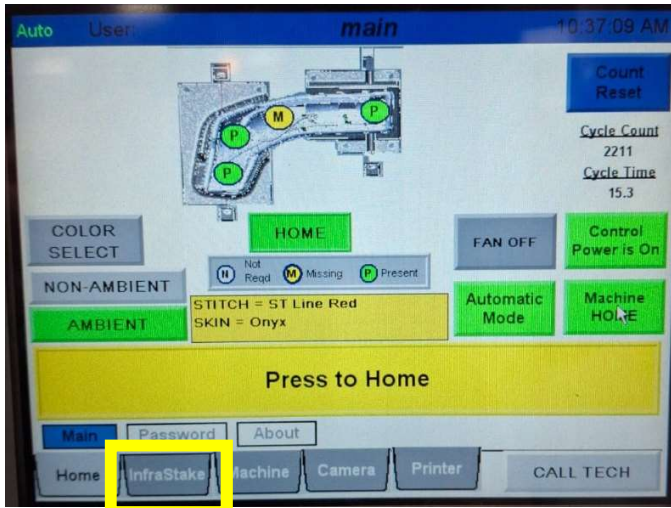 Auto User: main 10:37:09 AM
Count
Reset
M
P
P
P
Cycle Count
2211
Cycle Time
15.3
COLOR
SELECT
HOME
FAN OFF
Control
Power is On
N Not
Reqd M Missing P Present
NON-AMBIENT
STITCH = ST Line Red
SKIN = Onyx
Automatic
Mode
Machine
HOME
AMBIENT
Press to Home
Main Password About
Home InfraStake Machine Camera Printer CALL TECH